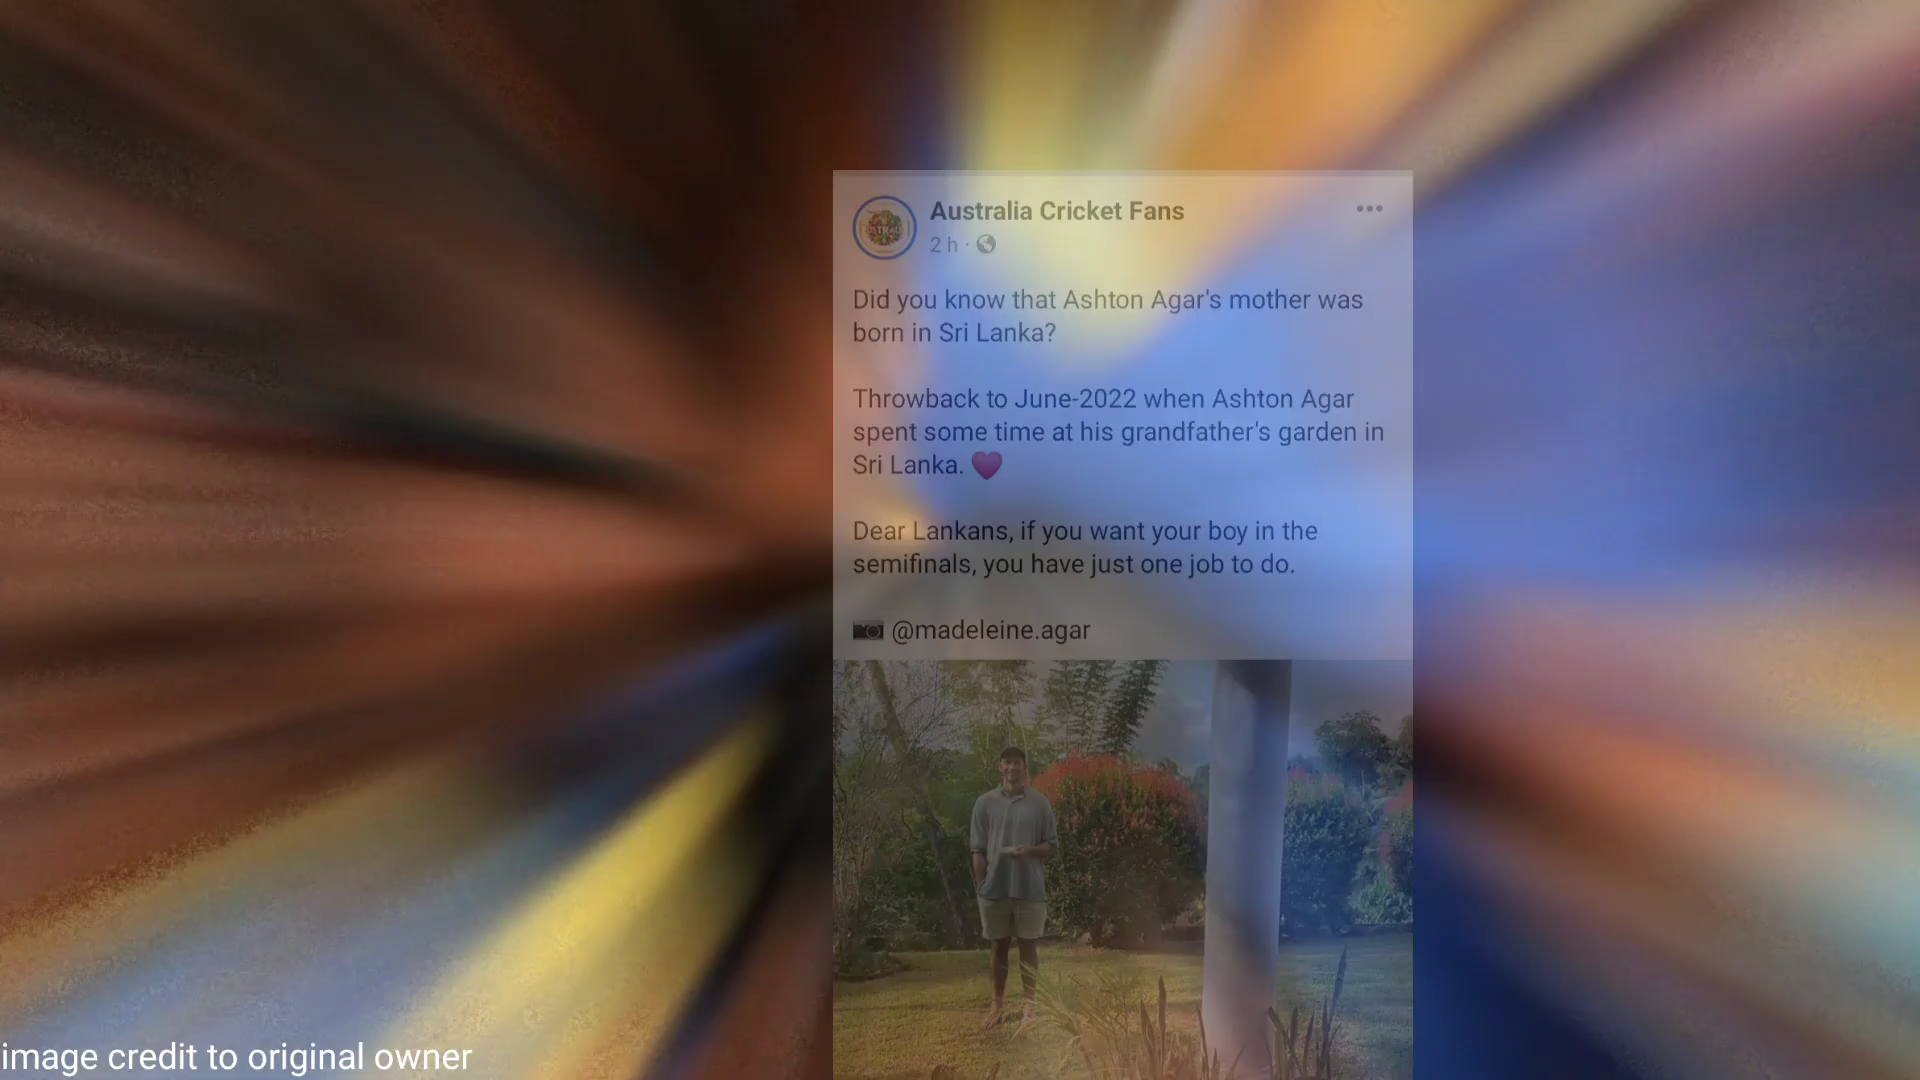 Australia Cricket Fans
2 h ·
Did you know that Ashton Agar's mother was
born in Sri Lanka?
Throwback to June-2022 when Ashton Agar
spent some time at his grandfather's garden in
Sri Lanka. ❤
Dear Lankans, if you want your boy in the
semifinals, you have just one job to do.
📷 @madeleine.agar
image credit to original owner